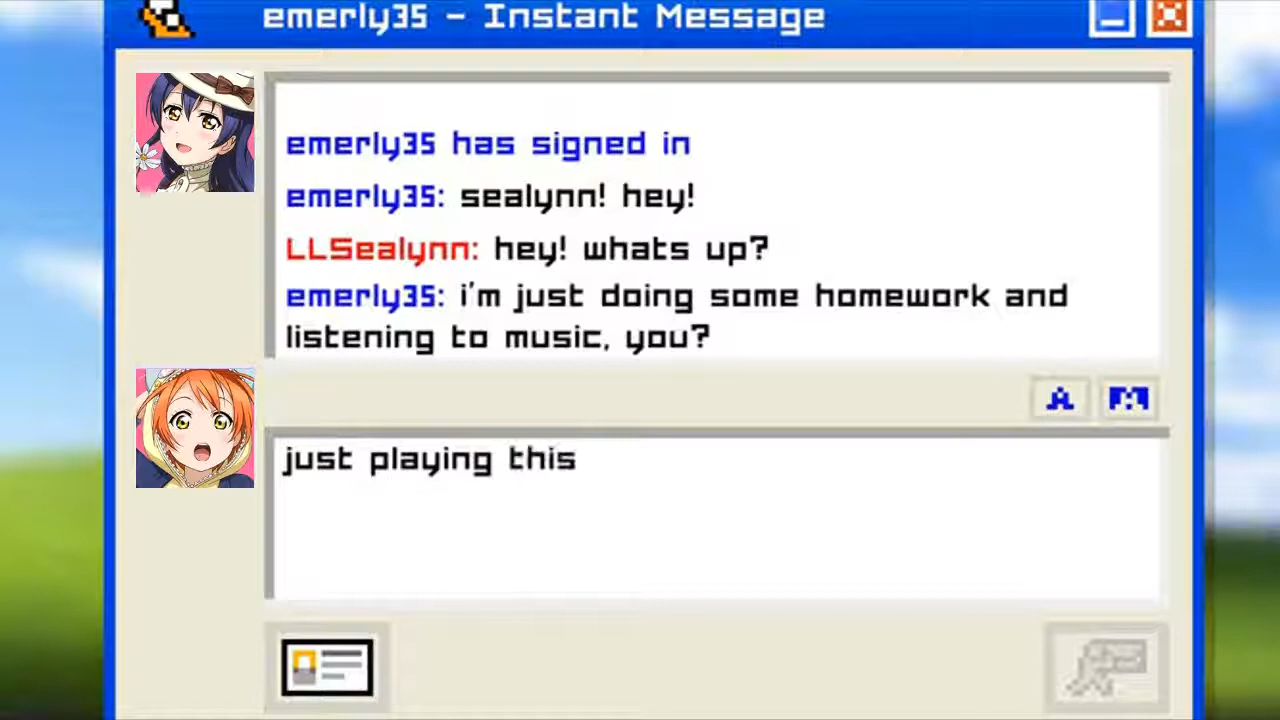 emerly35 - Instant Message
emerly35 has signed in
emerly35: sealynn! hey!
LLSealynn: hey! whats up?
emerly35: i'm just doing some homework and
listening to music, you?
A
just playing this